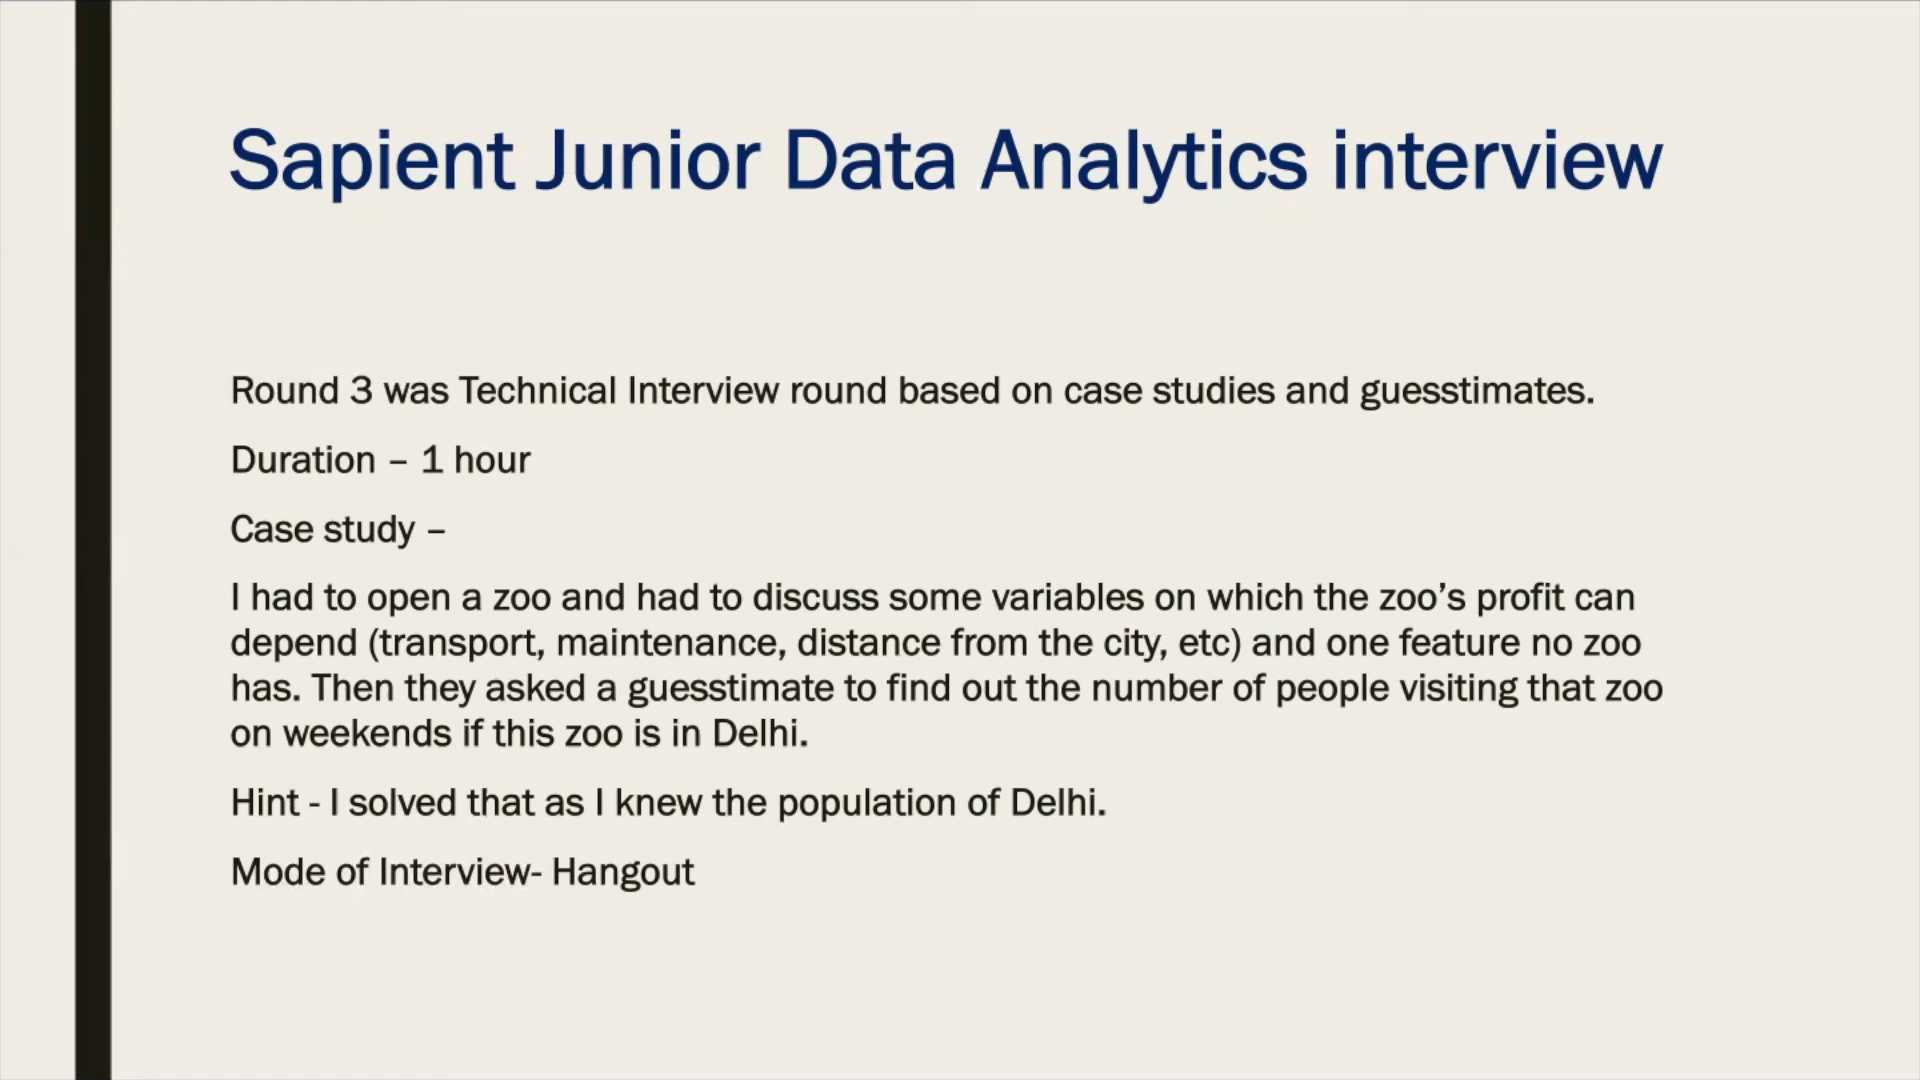 Sapient Junior Data Analytics interview
Round 3 was Technical Interview round based on case studies and guesstimates.
Duration – 1 hour
Case study –
I had to open a zoo and had to discuss some variables on which the zoo’s profit can
depend (transport, maintenance, distance from the city, etc) and one feature no zoo
has. Then they asked a guesstimate to find out the number of people visiting that zoo
on weekends if this zoo is in Delhi.
Hint - I solved that as I knew the population of Delhi.
Mode of Interview- Hangout